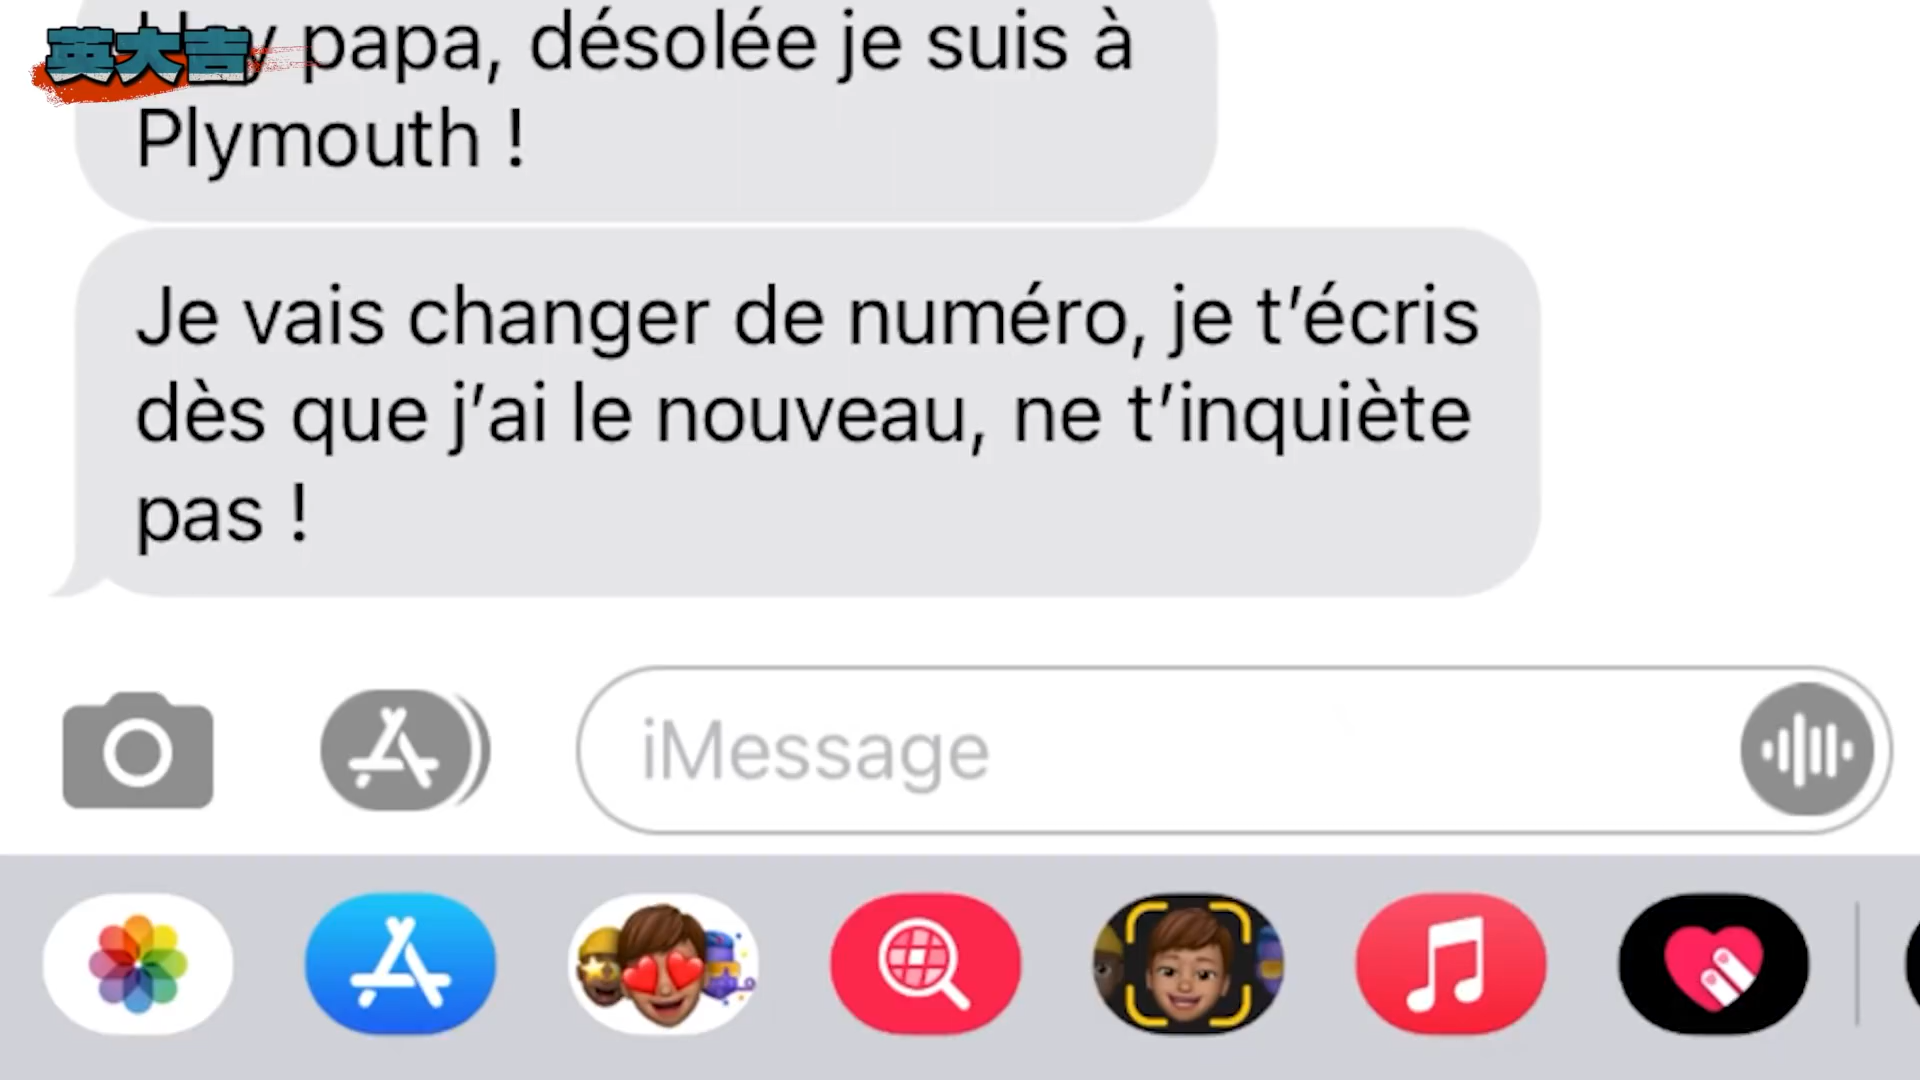 英大吉
Hey papa, désolée je suis à
Plymouth !
Je vais changer de numéro, je t’écris
dès que j’ai le nouveau, ne t’inquiète
pas !
iMessage